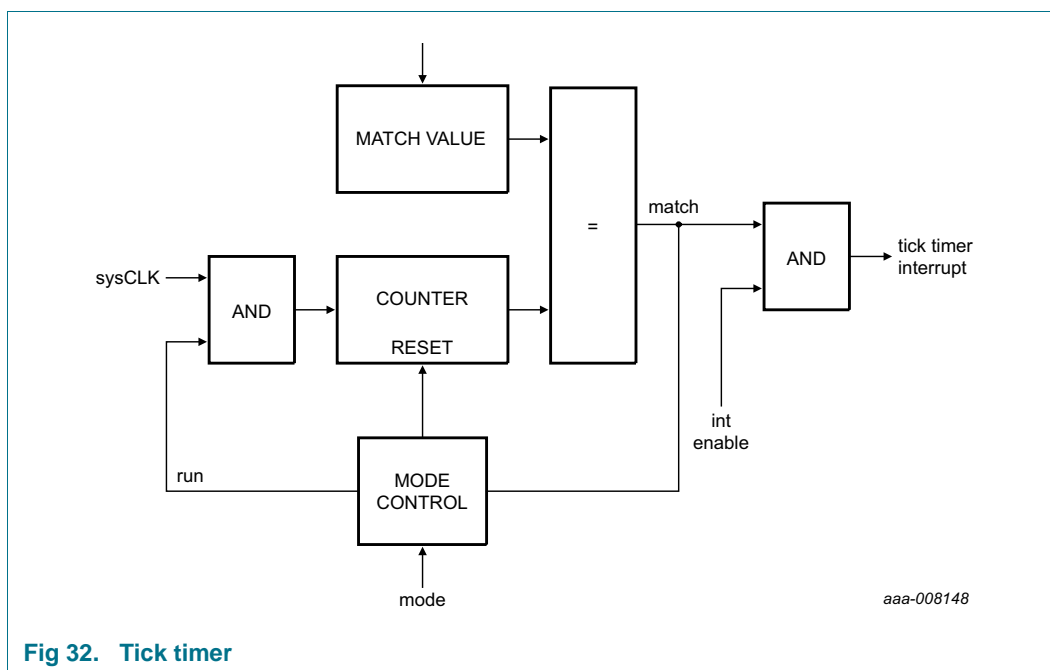 MATCH VALUE
=
match
AND
tick timer
interrupt
sysCLK
AND
COUNTER
RESET
int
enable
run
MODE
CONTROL
mode
aaa-008148
Fig 32. Tick timer